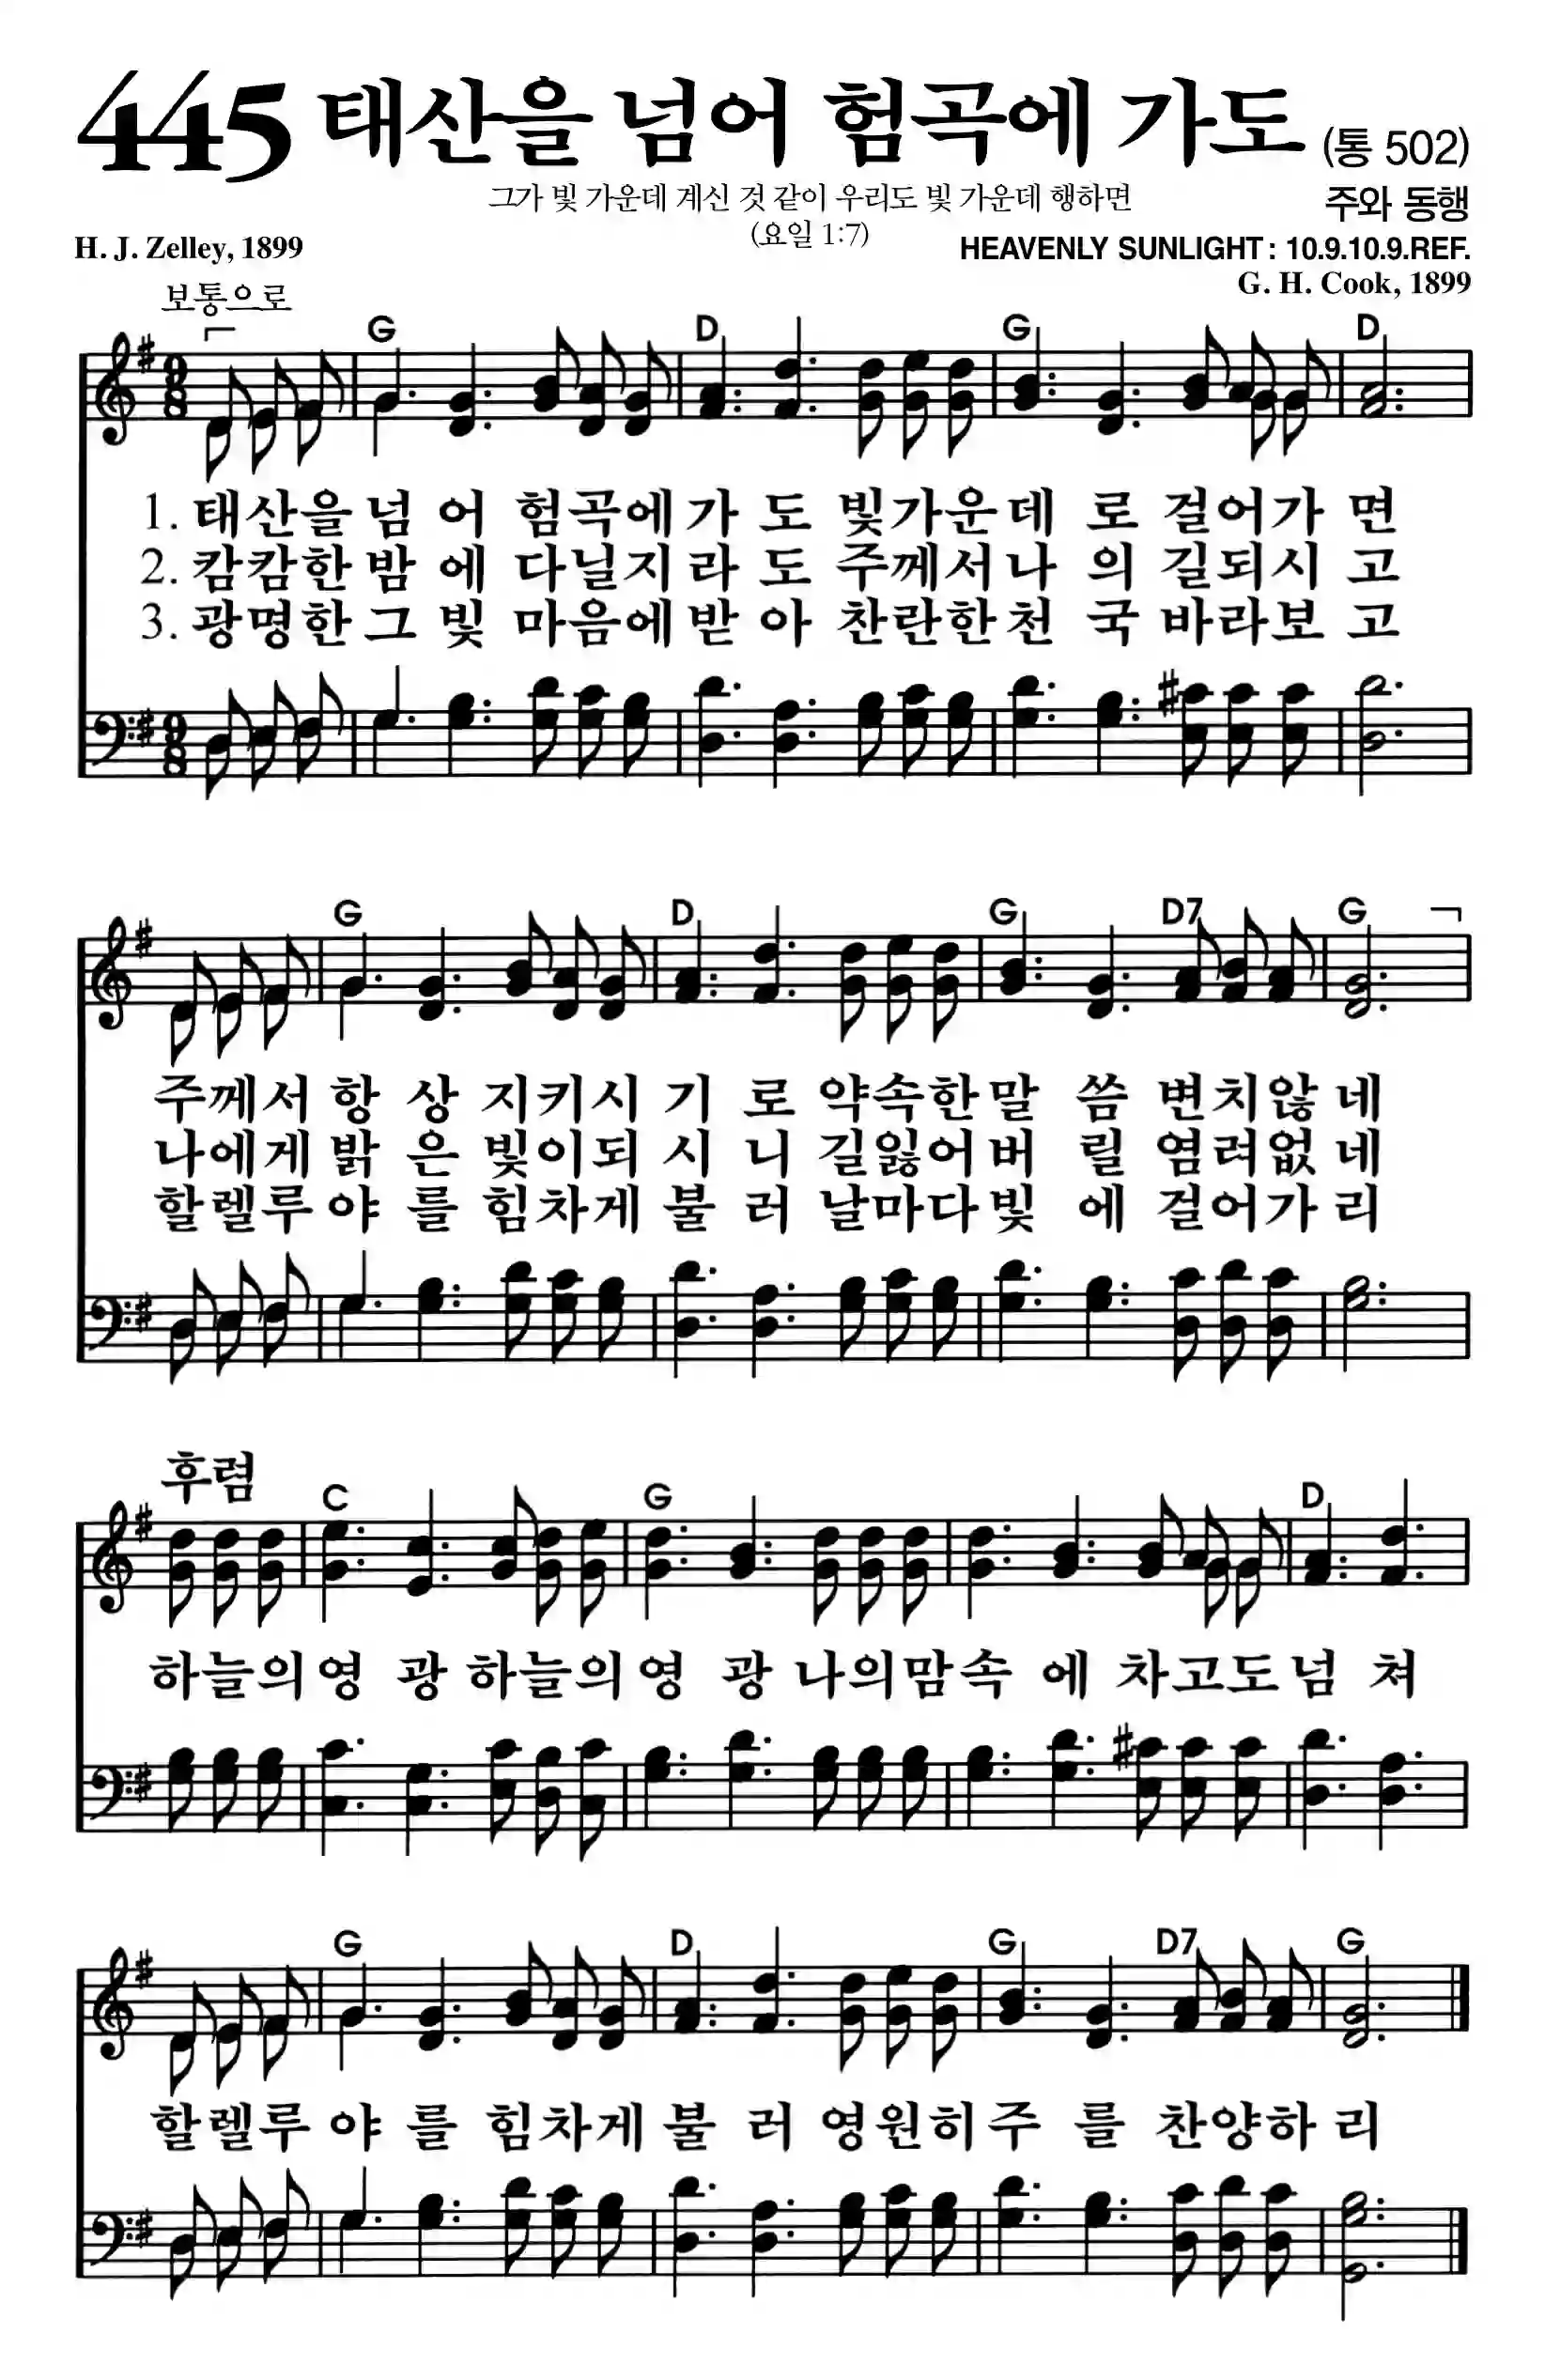 445 태산을 넘어 험곡에 가도 (통 502)
그가 빛 가운데 계신 것 같이 우리도 빛 가운데 행하면
주와 동행
(요일 1:7)
H. J. Zelley, 1899
HEAVENLY SUNLIGHT : 10.9.10.9.REF.
G. H. Cook, 1899
보통으로
G D G D
1. 태산을 넘어 험곡에 가도 빛가운데로 걸어가면
2. 캄캄한 밤에 다닐지라도 주께서 나의 길되시고
3. 광명한 그 빛 마음에 받아 찬란한 천국 바라보고
G D G D7 G
주께서 항상 지키시기로 약속한 말씀 변치않네
나에게 밝은 빛이 되시니 길잃어버릴 염려없네
할렐루야를 힘차게 불러 날마다 빛에 걸어가리
후렴
C G D
하늘의 영광 하늘의 영광 나의 맘속에 차고도 넘쳐
G D G D7 G
할렐루야를 힘차게 불러 영원히 주를 찬양하리